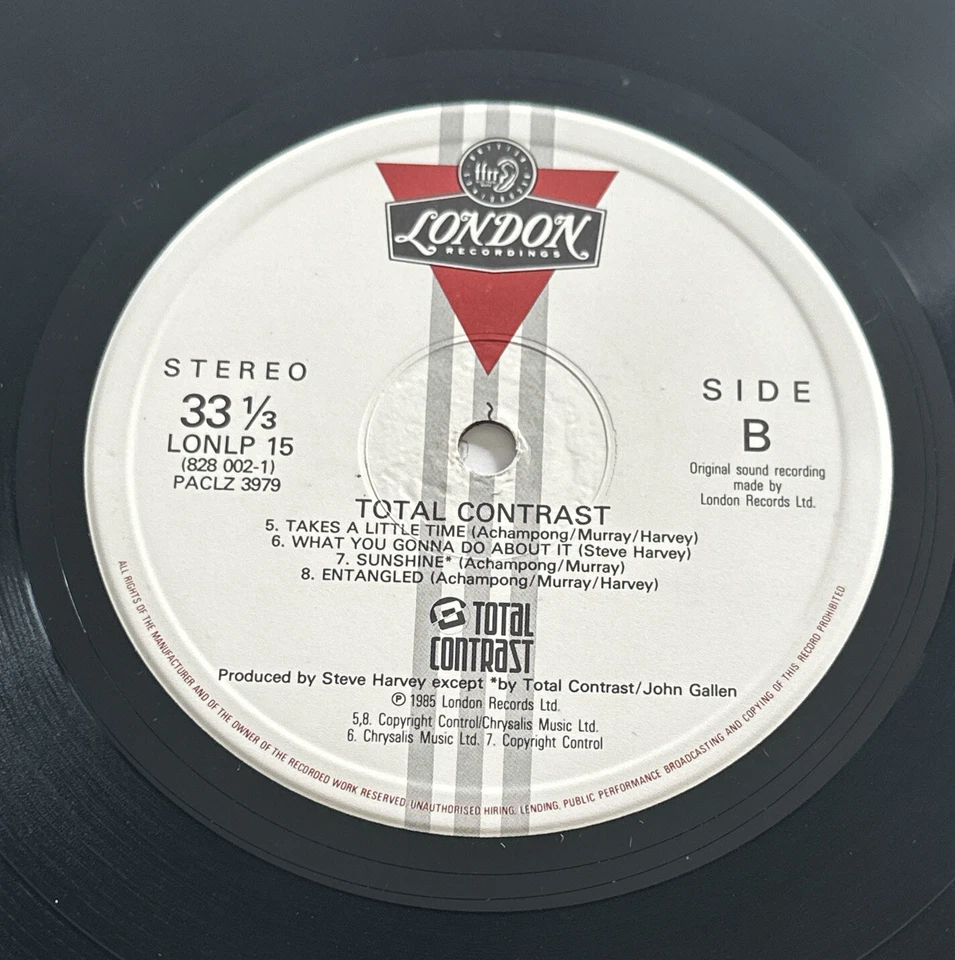 LONDON
RECORDINGS
STEREO
33 ⅓
LONLP 15
(828 002-1)
PACLZ 3979
SIDE
B
Original sound recording
made by
London Records Ltd.
TOTAL CONTRAST
5. TAKES A LITTLE TIME (Achampong/Murray/Harvey)
6. WHAT YOU GONNA DO ABOUT IT (Steve Harvey)
7. SUNSHINE* (Achampong/Murray)
8. ENTANGLED (Achampong/Murray/Harvey)
TOTAL
CONTRAST
Produced by Steve Harvey except *by Total Contrast/John Gallen
℗ 1985 London Records Ltd.
5,8. Copyright Control/Chrysalis Music Ltd.
6. Chrysalis Music Ltd. 7. Copyright Control
ALL RIGHTS OF THE MANUFACTURER AND OF THE OWNER OF THE RECORDED WORK RESERVED. UNAUTHORISED HIRING, LENDING, PUBLIC PERFORMANCE BROADCASTING AND COPYING OF THIS RECORD PROHIBITED